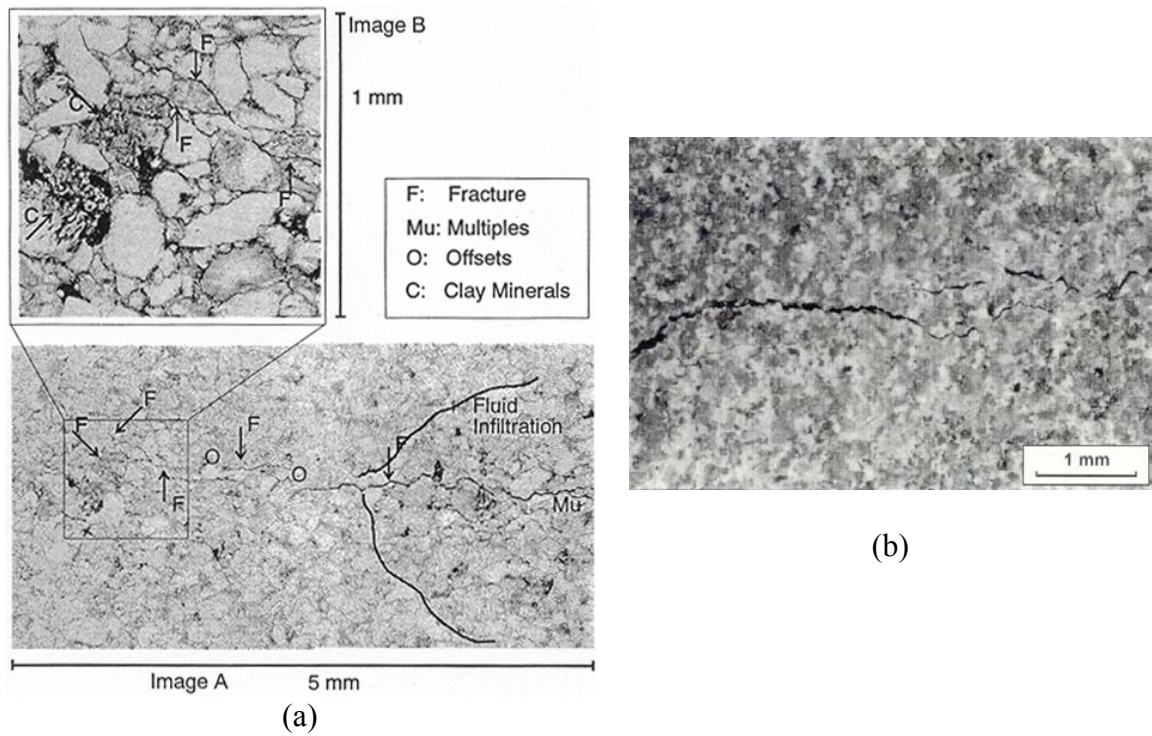 Image B
1 mm
F
C
F
F
C
F: Fracture
Mu: Multiples
O: Offsets
C: Clay Minerals
F
F
F
F
O
O
Fluid
Infiltration
F
Mu
Image A 5 mm
(a)
1 mm
(b)